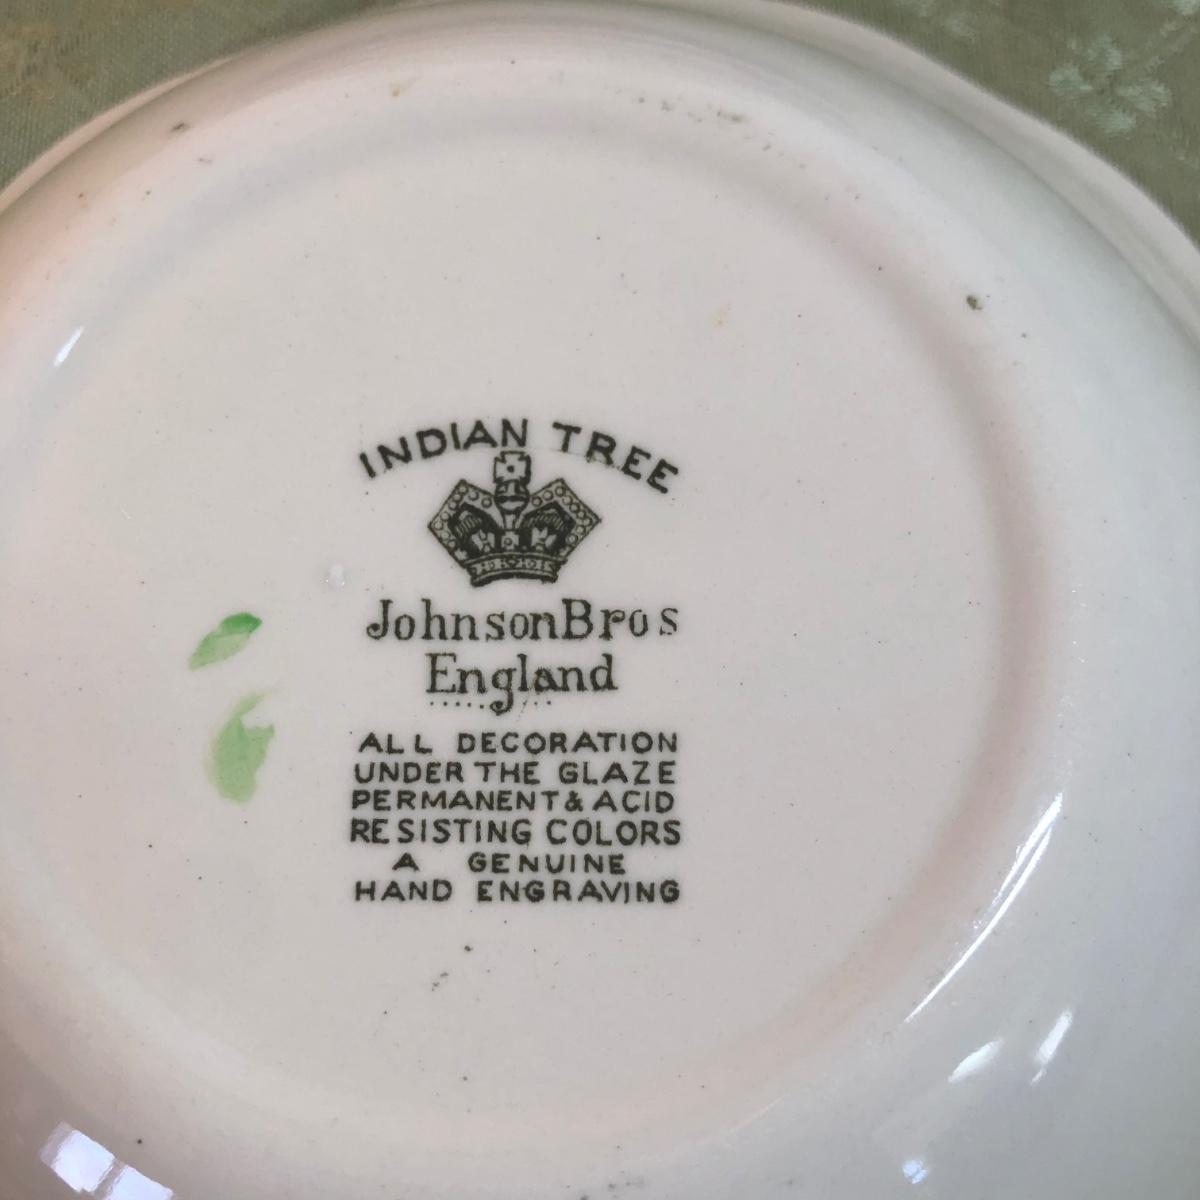 INDIAN TREE
JohnsonBros
England
ALL DECORATION
UNDER THE GLAZE
PERMANENT & ACID
RESISTING COLORS
A GENUINE
HAND ENGRAVING